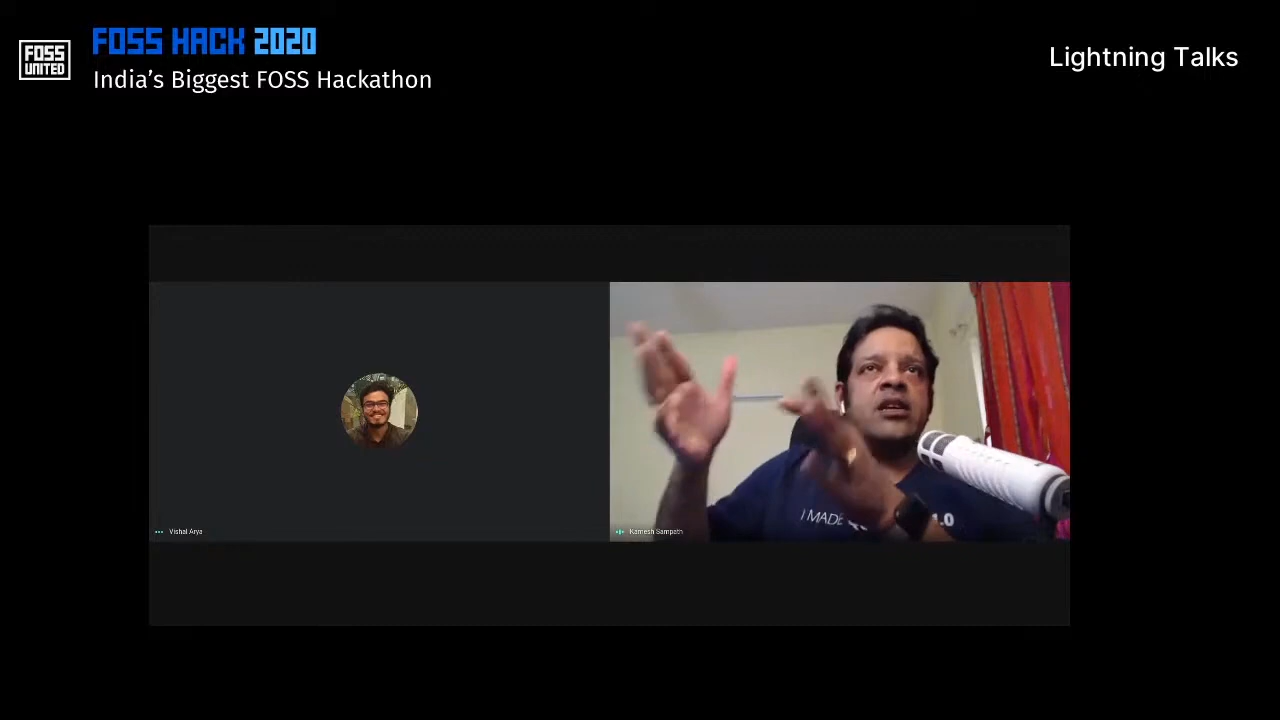 FOSS UNITED
FOSS HACK 2020
India's Biggest FOSS Hackathon
Lightning Talks
Vishal Arya
Kamesh Sampath
I MADE
1.0